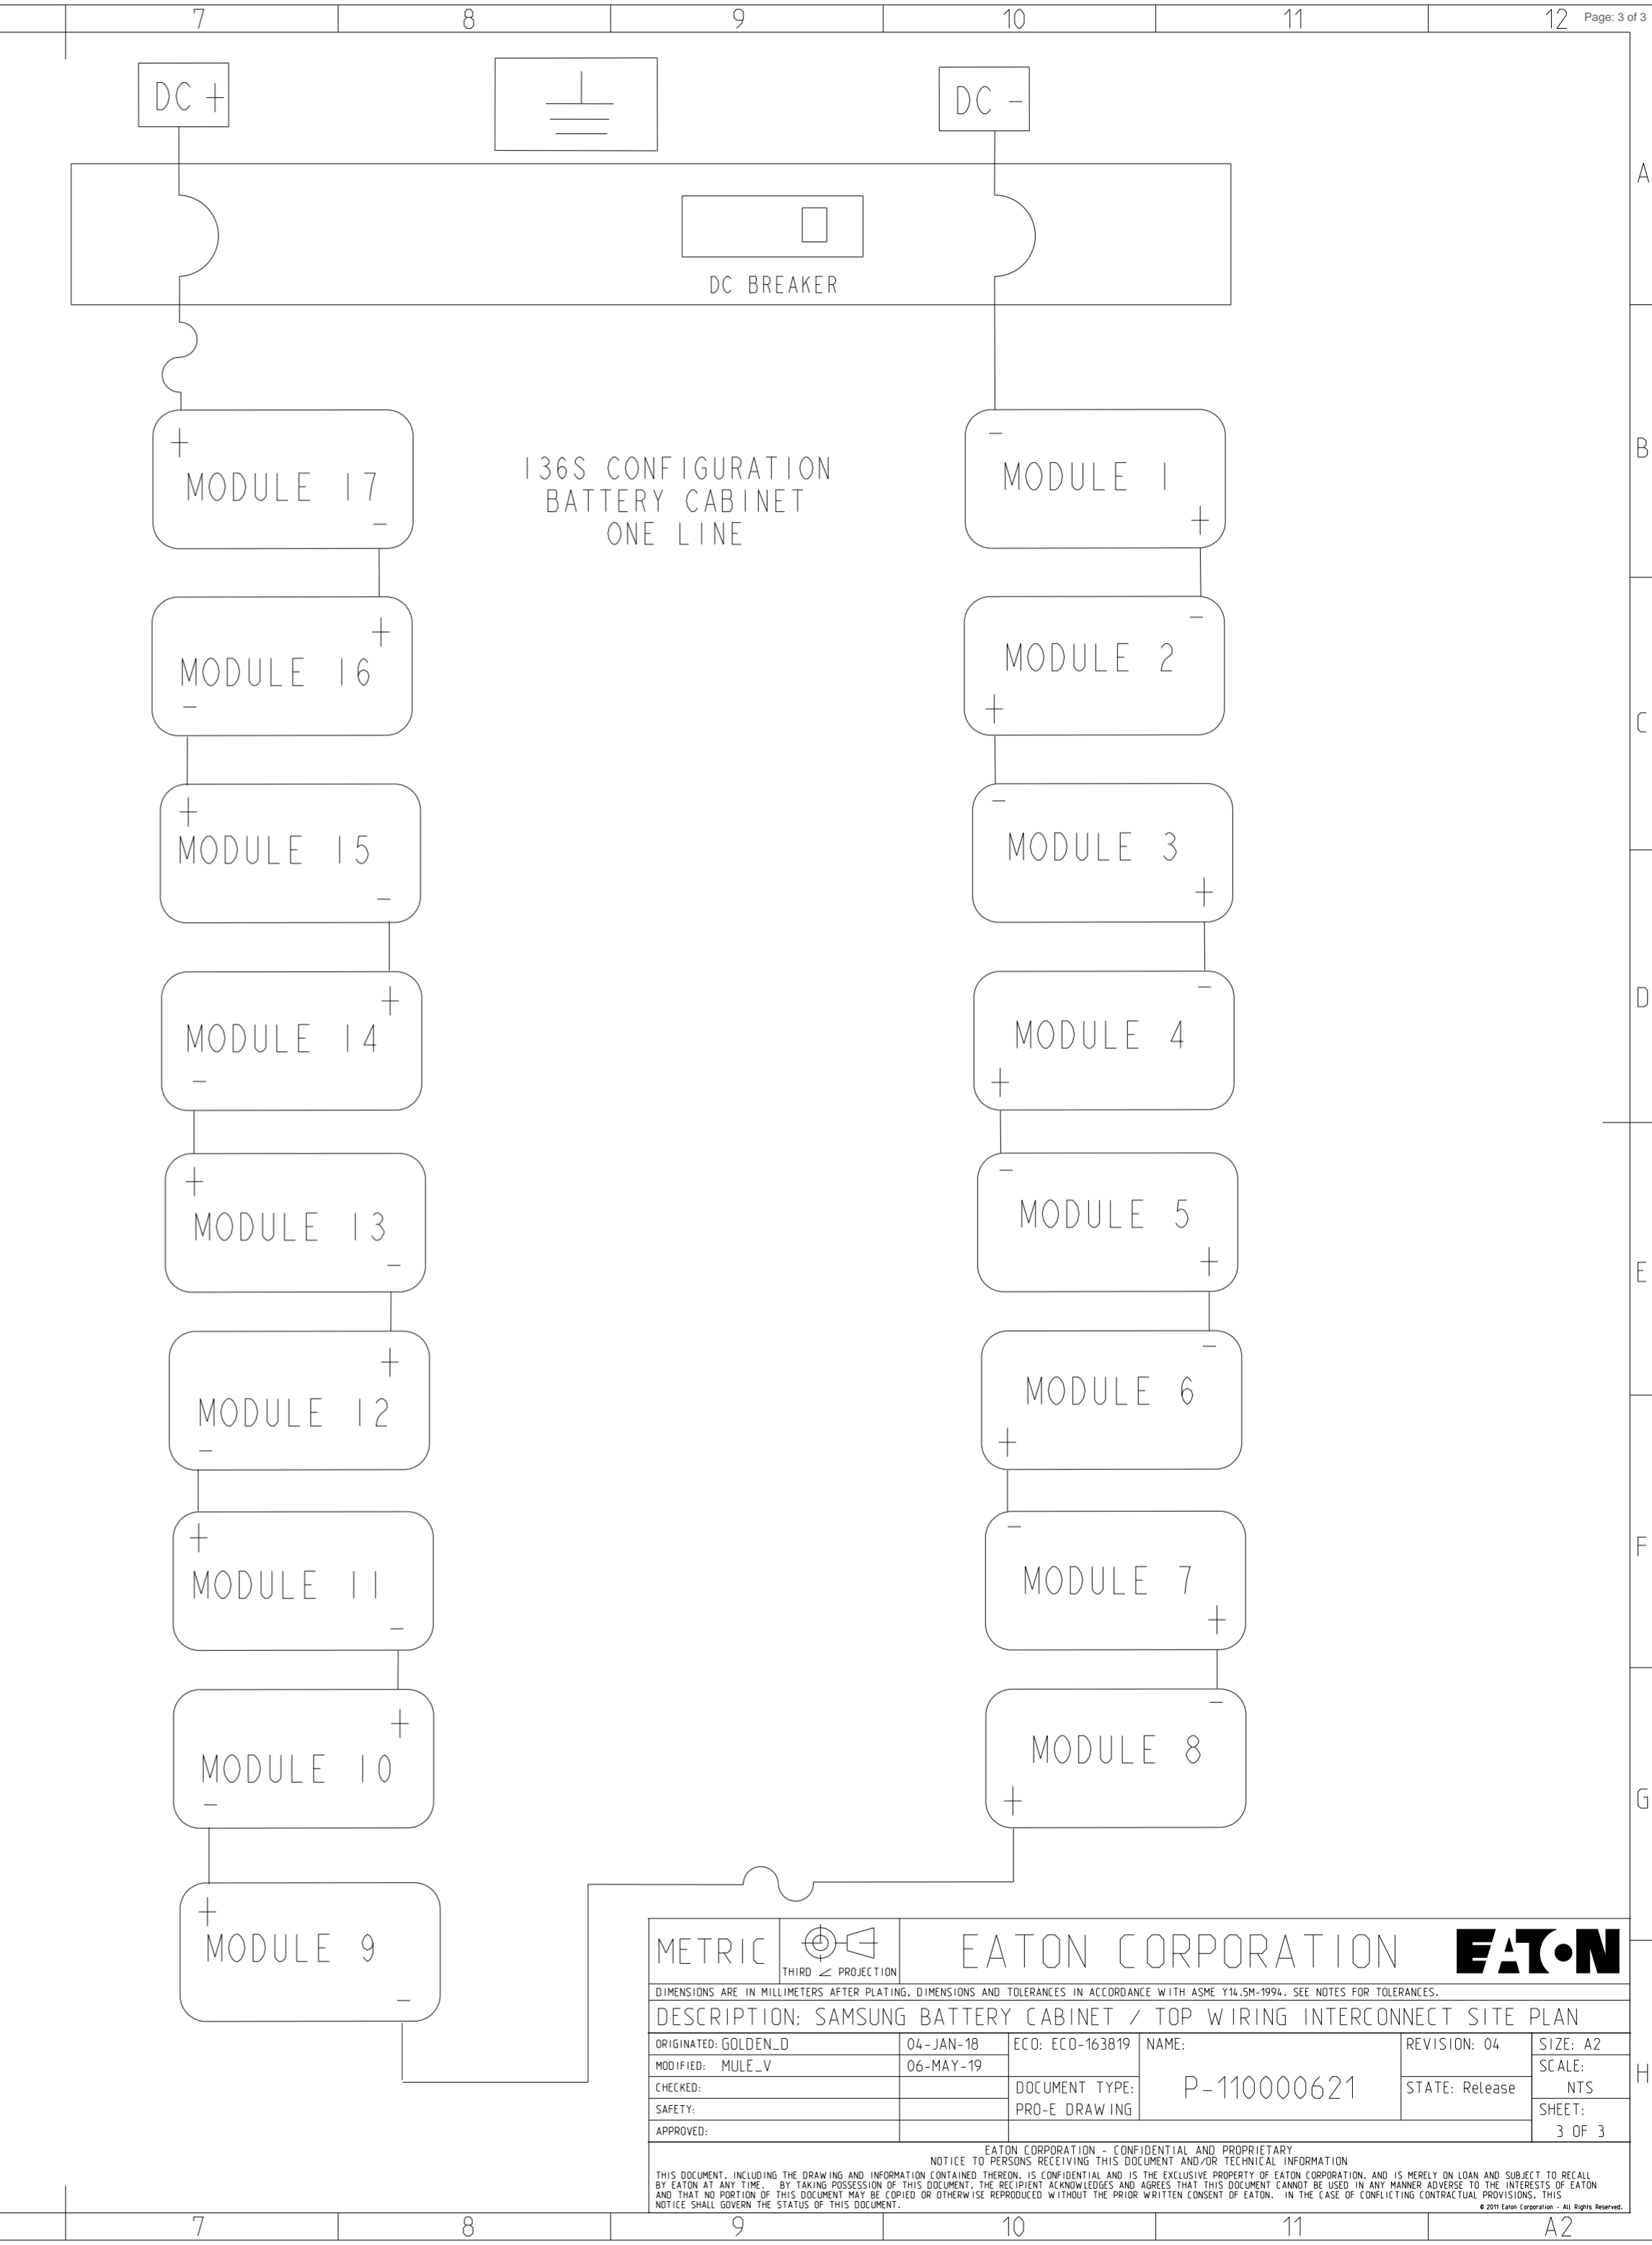 7 8 9 10 11 12 Page: 3 of 3
DC + DC -
A
DC BREAKER
+ -
B
MODULE 17 MODULE 1
- +
136S CONFIGURATION
BATTERY CABINET
ONE LINE
+ -
MODULE 16 MODULE 2
- +
C
+ -
MODULE 15 MODULE 3
- +
+ -
D
MODULE 14 MODULE 4
- +
+ -
MODULE 13 MODULE 5
- +
E
+ -
MODULE 12 MODULE 6
- +
+ -
F
MODULE 11 MODULE 7
- +
+ -
MODULE 10 MODULE 8
- +
G
+
MODULE 9
-
METRIC
THIRD ∠ PROJECTION
EATON CORPORATION
EATON
DIMENSIONS ARE IN MILLIMETERS AFTER PLATING. DIMENSIONS AND TOLERANCES IN ACCORDANCE WITH ASME Y14.5M-1994. SEE NOTES FOR TOLERANCES.
DESCRIPTION: SAMSUNG BATTERY CABINET / TOP WIRING INTERCONNECT SITE PLAN
ORIGINATED: GOLDEN_D 04-JAN-18 ECO: ECO-163819 NAME: REVISION: 04 SIZE: A2
MODIFIED: MULE_V 06-MAY-19 SCALE:
CHECKED: DOCUMENT TYPE: P-110000621 STATE: Release NTS
SAFETY: PRO-E DRAWING SHEET:
APPROVED: 3 OF 3
H
EATON CORPORATION - CONFIDENTIAL AND PROPRIETARY
NOTICE TO PERSONS RECEIVING THIS DOCUMENT AND/OR TECHNICAL INFORMATION
THIS DOCUMENT, INCLUDING THE DRAWING AND INFORMATION CONTAINED THEREON, IS CONFIDENTIAL AND IS THE EXCLUSIVE PROPERTY OF EATON CORPORATION, AND IS MERELY ON LOAN AND SUBJECT TO RECALL
BY EATON AT ANY TIME. BY TAKING POSSESSION OF THIS DOCUMENT, THE RECIPIENT ACKNOWLEDGES AND AGREES THAT THIS DOCUMENT CANNOT BE USED IN ANY MANNER ADVERSE TO THE INTERESTS OF EATON
AND THAT NO PORTION OF THIS DOCUMENT MAY BE COPIED OR OTHERWISE REPRODUCED WITHOUT THE PRIOR WRITTEN CONSENT OF EATON. IN THE CASE OF CONFLICTING CONTRACTUAL PROVISIONS, THIS
NOTICE SHALL GOVERN THE STATUS OF THIS DOCUMENT.
© 2011 Eaton Corporation - All Rights Reserved.
7 8 9 10 11 A2